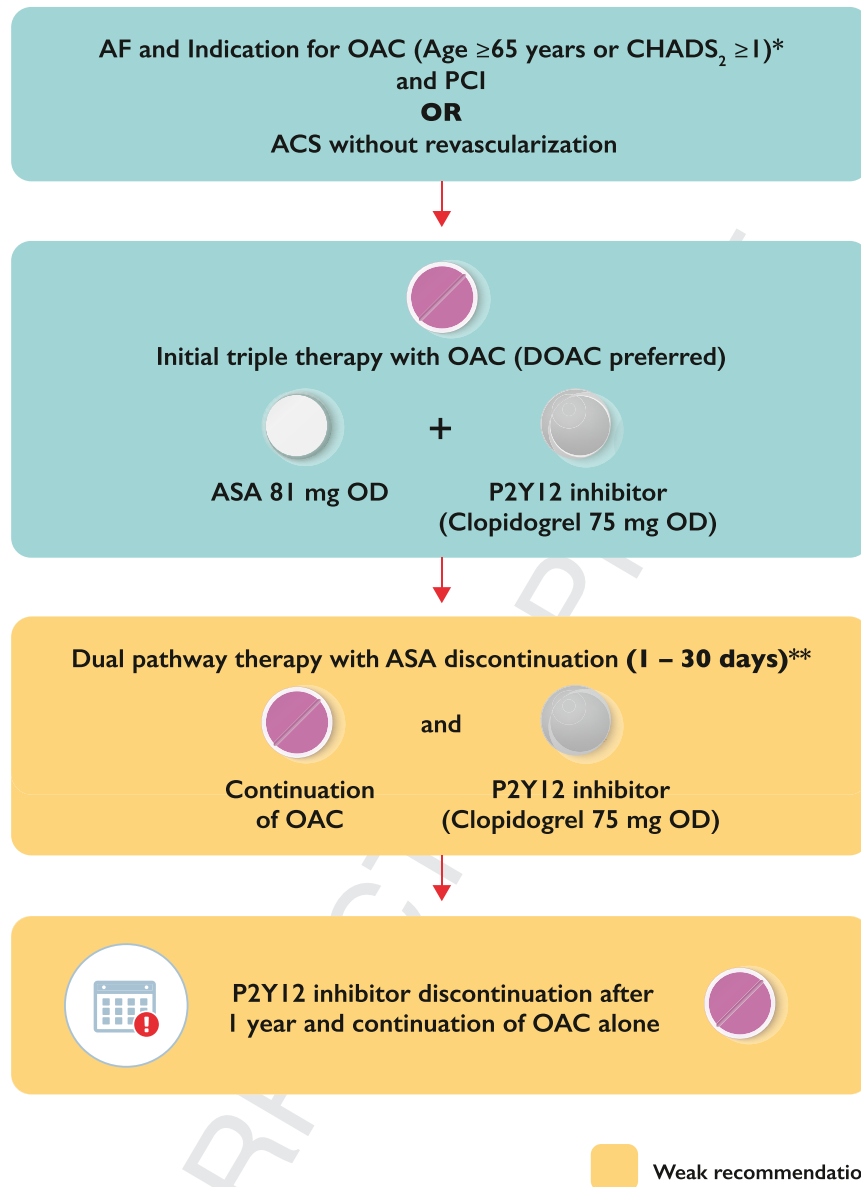 AF and Indication for OAC (Age ≥65 years or CHADS₂ ≥1)*
and PCI
OR
ACS without revascularization
Initial triple therapy with OAC (DOAC preferred)
+
ASA 81 mg OD
P2Y12 inhibitor
(Clopidogrel 75 mg OD)
Dual pathway therapy with ASA discontinuation (1 – 30 days)**
and
Continuation
of OAC
P2Y12 inhibitor
(Clopidogrel 75 mg OD)
!
P2Y12 inhibitor discontinuation after
1 year and continuation of OAC alone
Weak recommendatio